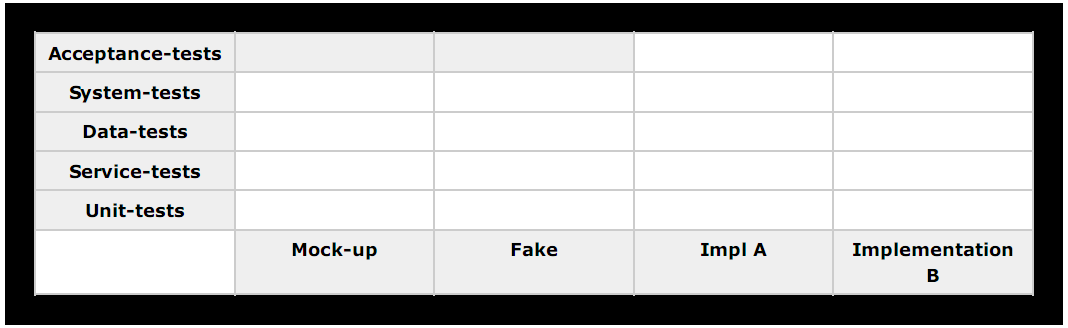 Acceptance-tests
System-tests
Data-tests
Service-tests
Unit-tests
Mock-up Fake Impl A Implementation
B